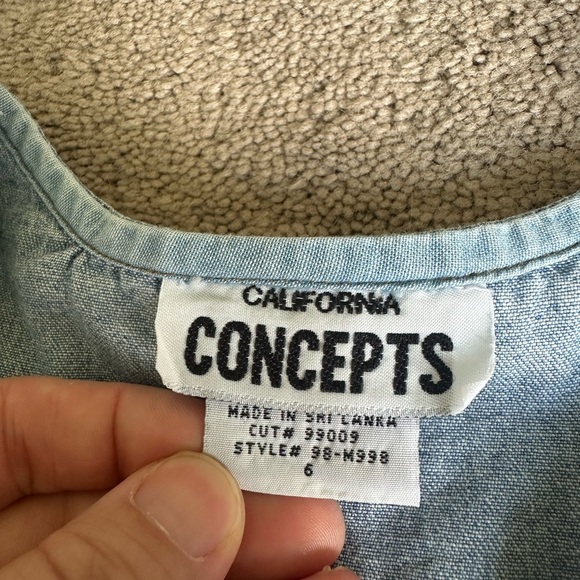 CALIFORNIA
CONCEPTS
MADE IN SRI LANKA
CUT# 99009
STYLE# 98-M998
6